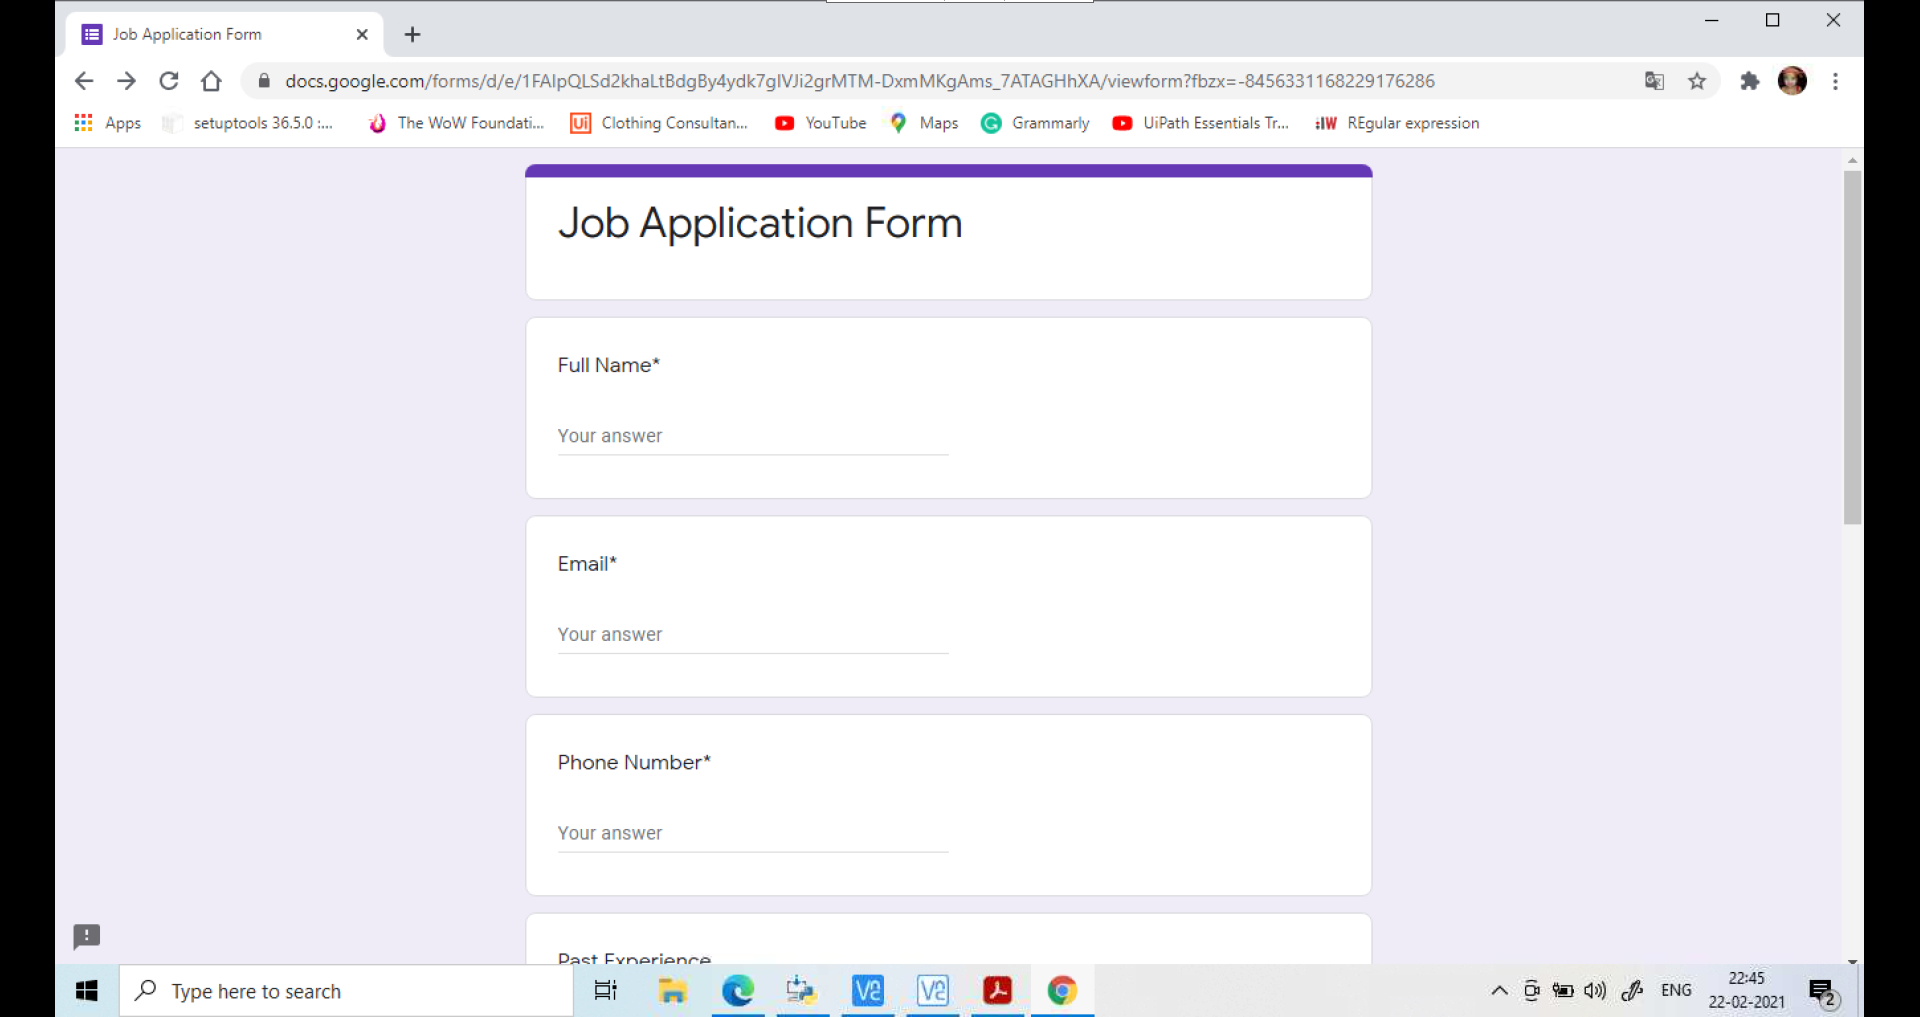 Job Application Form
docs.google.com/forms/d/e/1FAIpQLSd2khaLtBdgBy4ydk7glVJi2grMTM-DxmMKgAms_7ATAGHhXA/viewform?fbzx=-8456331168229176286
Apps setuptools 36.5.0 :... The WoW Foundati... Ui Clothing Consultan... YouTube Maps Grammarly UiPath Essentials Tr... :IW REgular expression
Job Application Form
Full Name*
Your answer
Email*
Your answer
Phone Number*
Your answer
Past Experience
Type here to search
ENG
22:45
22-02-2021
2